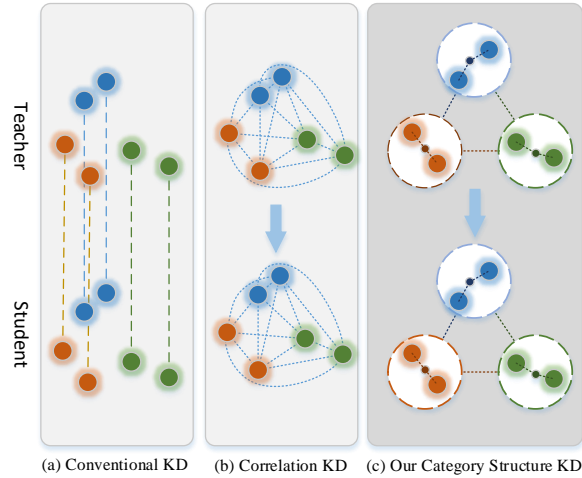 Teacher
Student
(a) Conventional KD
(b) Correlation KD
(c) Our Category Structure KD